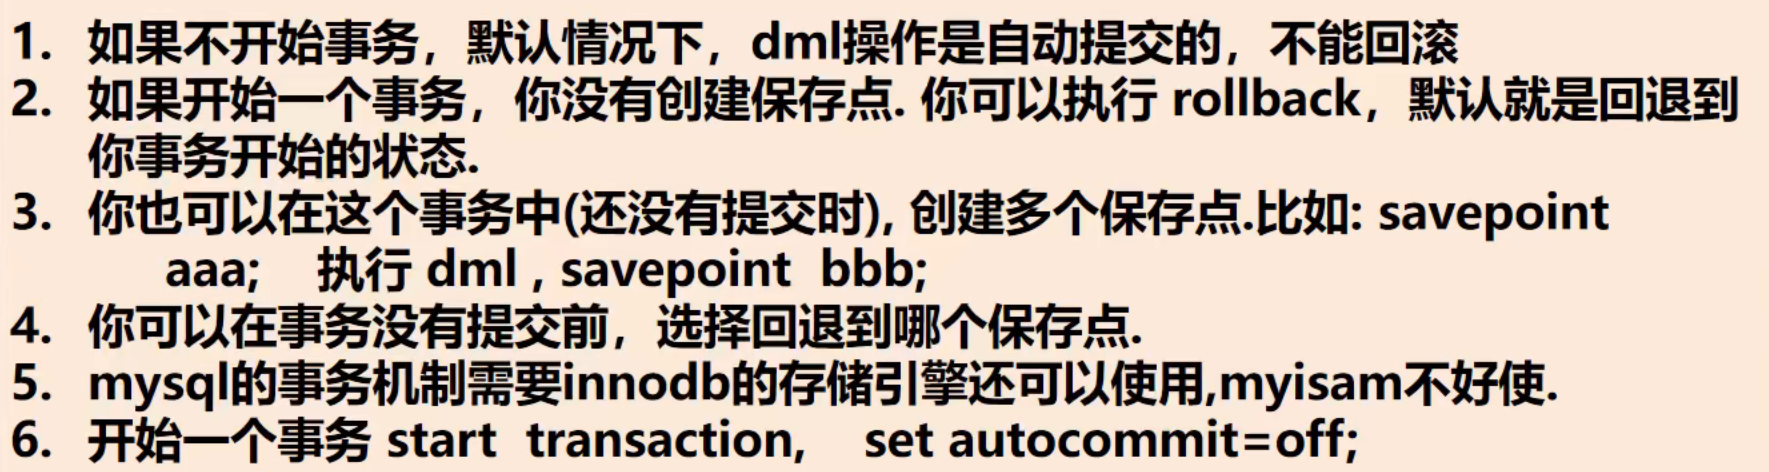 1. 如果不开始事务，默认情况下，dml操作是自动提交的，不能回滚
2. 如果开始一个事务，你没有创建保存点. 你可以执行 rollback，默认就是回退到
你事务开始的状态.
3. 你也可以在这个事务中(还没有提交时), 创建多个保存点.比如: savepoint
aaa; 执行 dml , savepoint bbb;
4. 你可以在事务没有提交前，选择回退到哪个保存点.
5. mysql的事务机制需要innodb的存储引擎还可以使用,myisam不好使.
6. 开始一个事务 start transaction, set autocommit=off;